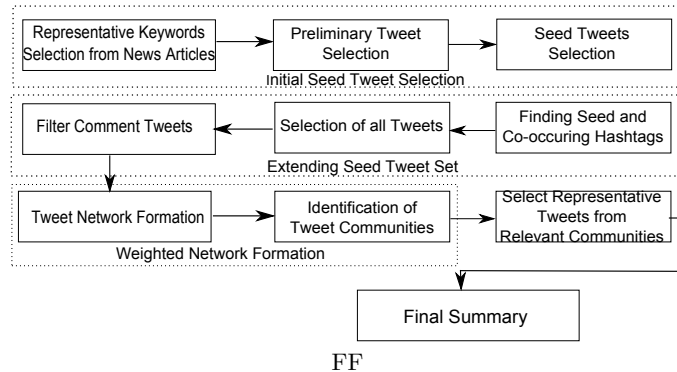 Representative Keywords
Selection from News Articles
Preliminary Tweet
Selection
Seed Tweets
Selection
Initial Seed Tweet Selection
Filter Comment Tweets
Selection of all Tweets
Finding Seed and
Co-occuring Hashtags
Extending Seed Tweet Set
Tweet Network Formation
Identification of
Tweet Communities
Select Representative
Tweets from
Relevant Communities
Weighted Network Formation
Final Summary
FF